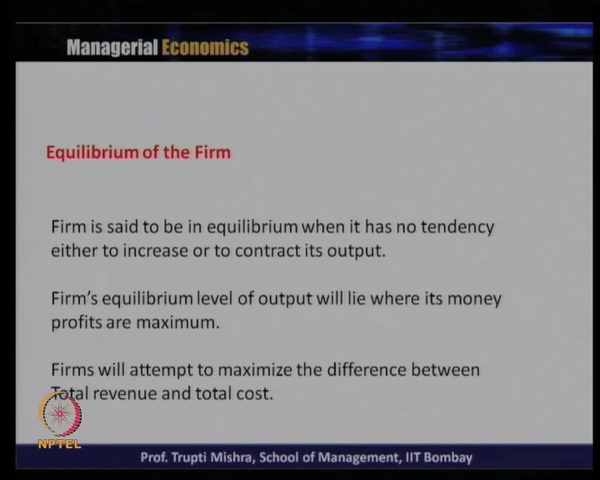 Managerial Economics
Equilibrium of the Firm
Firm is said to be in equilibrium when it has no tendency
either to increase or to contract its output.
Firm's equilibrium level of output will lie where its money
profits are maximum.
Firms will attempt to maximize the difference between
Total revenue and total cost.
NPTEL
Prof. Trupti Mishra, School of Management, IIT Bombay